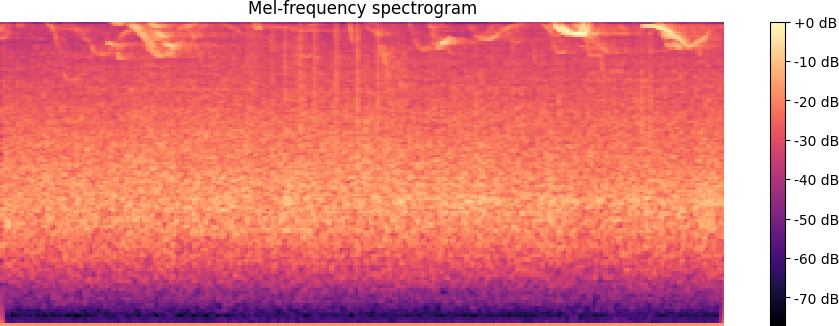 Mel-frequency spectrogram
+0 dB
-10 dB
-20 dB
-30 dB
-40 dB
-50 dB
-60 dB
-70 dB